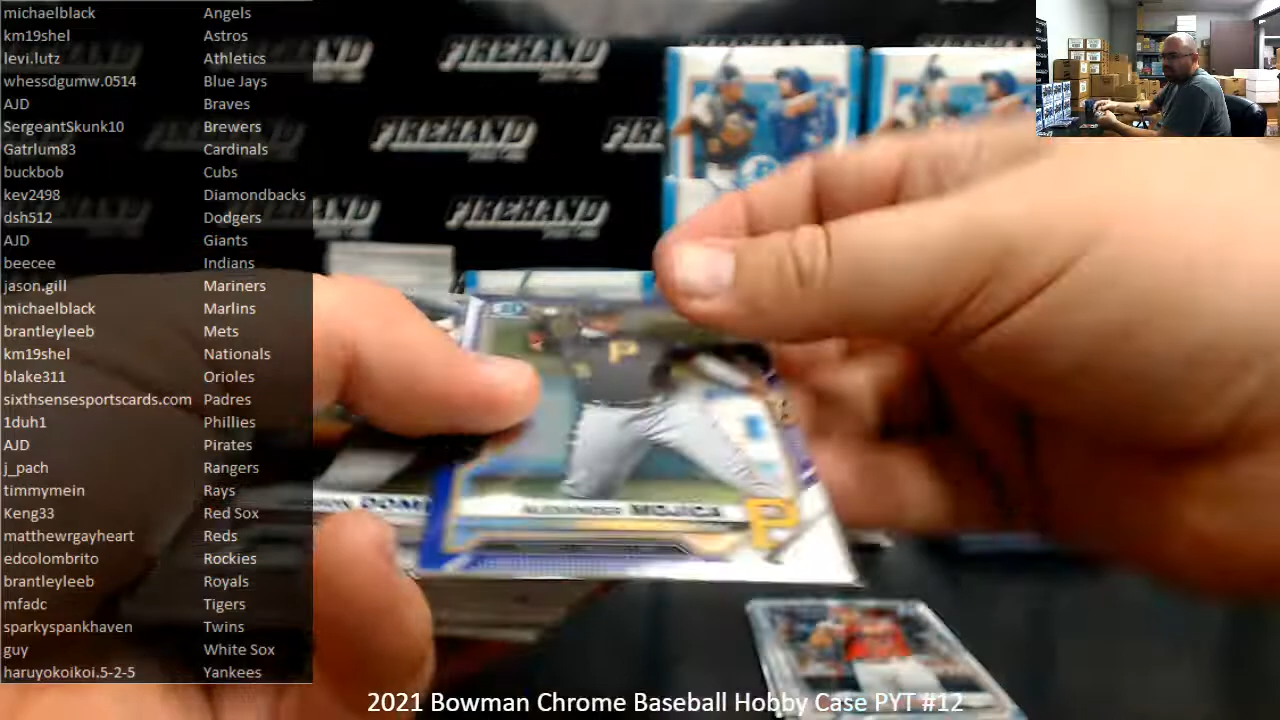 michaelblack Angels
km19shel Astros
levi.lutz Athletics
whessdgumw.0514 Blue Jays
AJD Braves
SergeantSkunk10 Brewers
Gatrlum83 Cardinals
buckbob Cubs
kev2498 Diamondbacks
dsh512 Dodgers
AJD Giants
beecee Indians
jason.gill Mariners
michaelblack Marlins
brantleyleeb Mets
km19shel Nationals
blake311 Orioles
sixthsensesportscards.com Padres
1duh1 Phillies
AJD Pirates
j_pach Rangers
timmymein Rays
Keng33 Red Sox
matthewrgayheart Reds
edcolombrito Rockies
brantleyleeb Royals
mfadc Tigers
sparkyspankhaven Twins
guy White Sox
haruyokoikoi,5-2-5 Yankees
FIREHAND
FIREHAND
FIREHAND
P
ALEXANDER MOJICA
P
2021 Bowman Chrome Baseball Hobby Case PYT #12